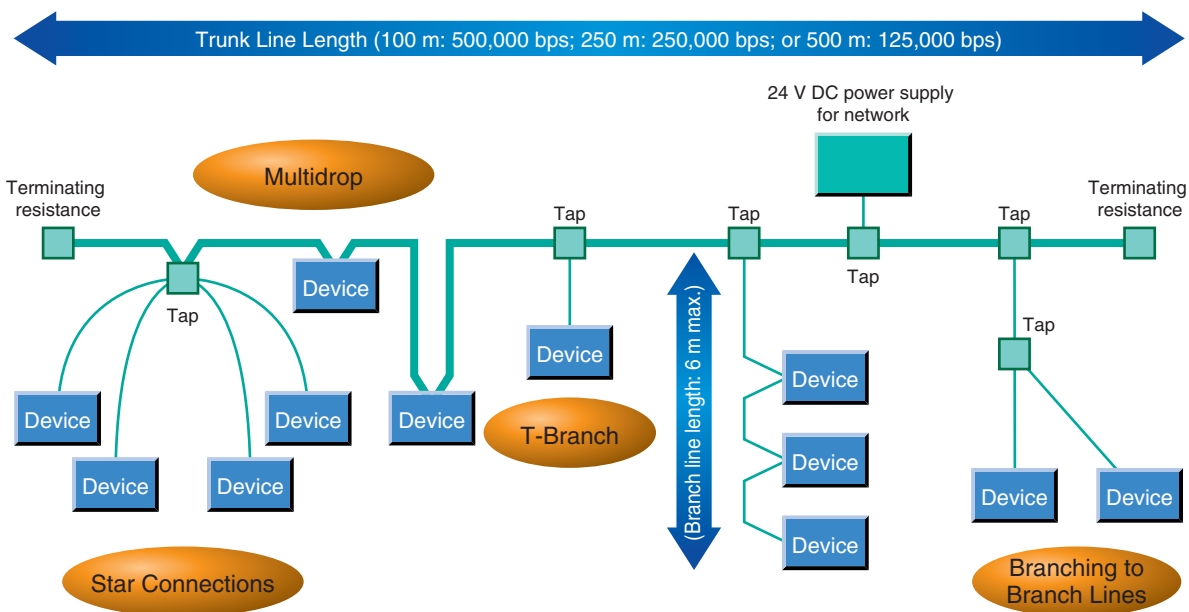 Trunk Line Length (100 m: 500,000 bps; 250 m: 250,000 bps; or 500 m: 125,000 bps)
24 V DC power supply
for network
Multidrop
Terminating
resistance
Tap
Tap
Tap
Terminating
resistance
Device
Tap
Tap
Tap
Device
Device
Device
Device
Device
Device
T-Branch
(Branch line length: 6 m max.)
Device
Device
Device
Device
Device
Device
Star Connections
Branching to
Branch Lines